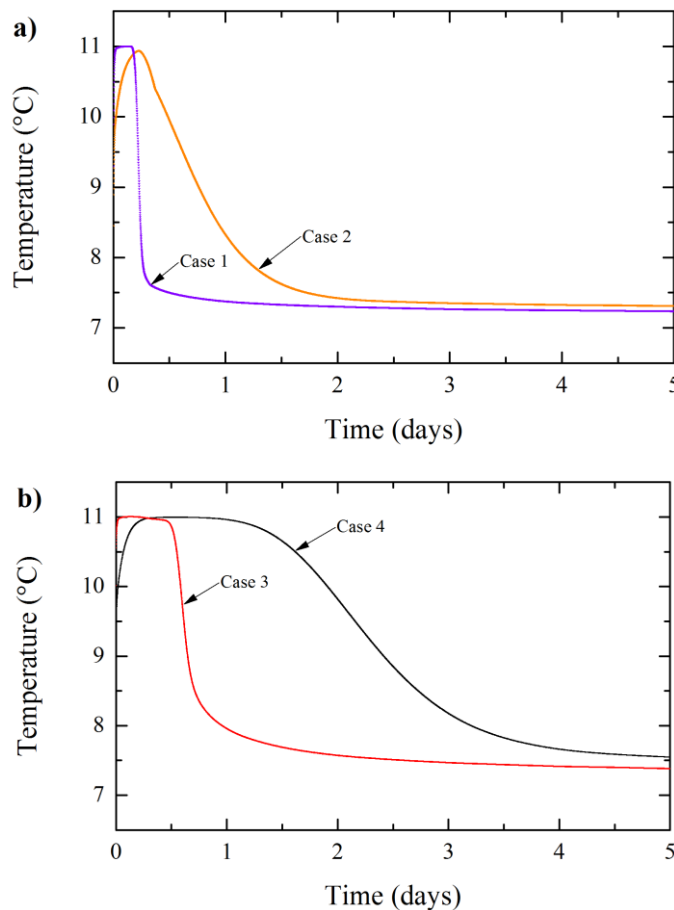 a)
11
10
9
8
7
Temperature (°C)
Case 2
Case 1
0 1 2 3 4 5
Time (days)
b)
11
10
9
8
7
Temperature (°C)
Case 4
Case 3
0 1 2 3 4 5
Time (days)